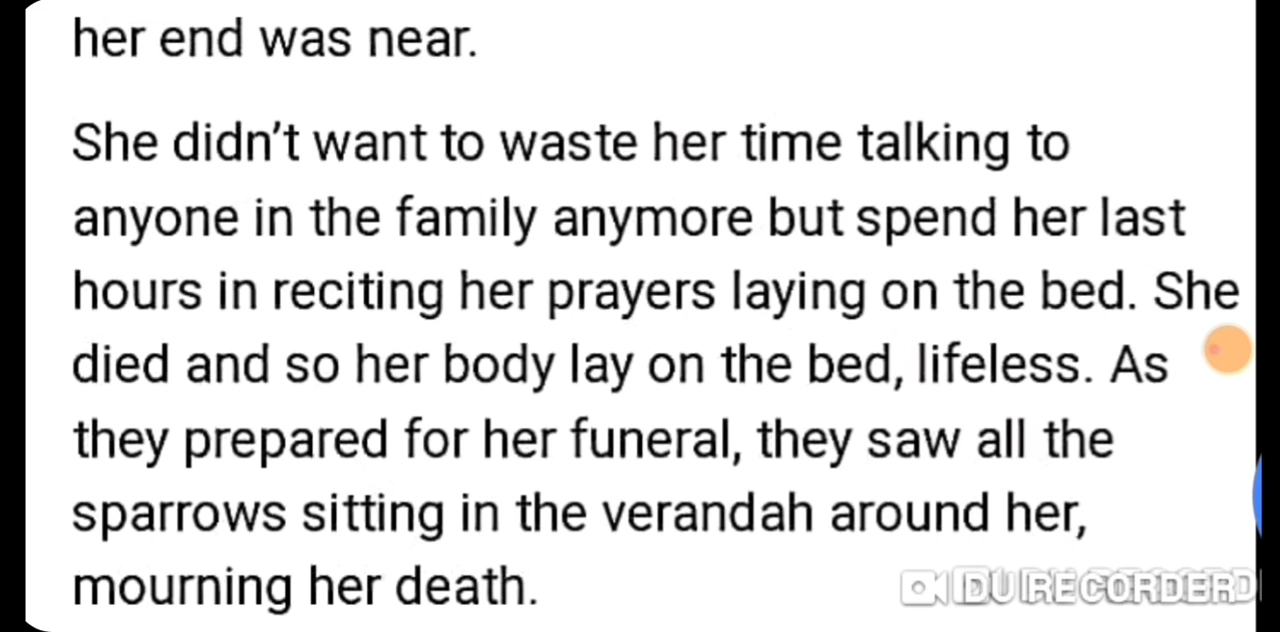 her end was near.
She didn't want to waste her time talking to
anyone in the family anymore but spend her last
hours in reciting her prayers laying on the bed. She
died and so her body lay on the bed, lifeless. As
they prepared for her funeral, they saw all the
sparrows sitting in the verandah around her,
mourning her death.
DU RECORDER